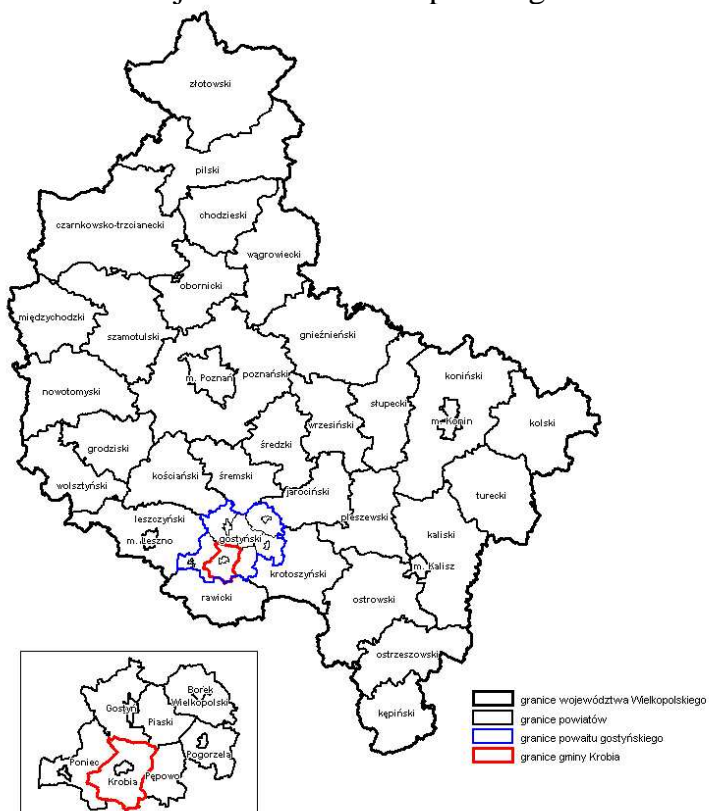 złotowski
pilski
chodzieski
czarnkowsko-trzcianecki
wągrowiecki
obornicki
międzychodzki
szamotulski
gnieźnieński
m. Poznań
poznański
koniński
nowotomyski
słupecki
m. Konin
wrzesiński
kolski
grodziski
średzki
kościański
śremski
wolsztyński
jarociński
turecki
leszczyński
pleszewski
gostyński
kaliski
m. Leszno
m. Kalisz
krotoszyński
rawicki
ostrowski
ostrzeszowski
kępiński
Borek
Wielkopolski
Gostyń
Piaski
Pogorzela
Poniec
Krobia
Pępowo
granice województwa Wielkopolskiego
granice powiatów
granice powaitu gostyńskiego
granice gminy Krobia